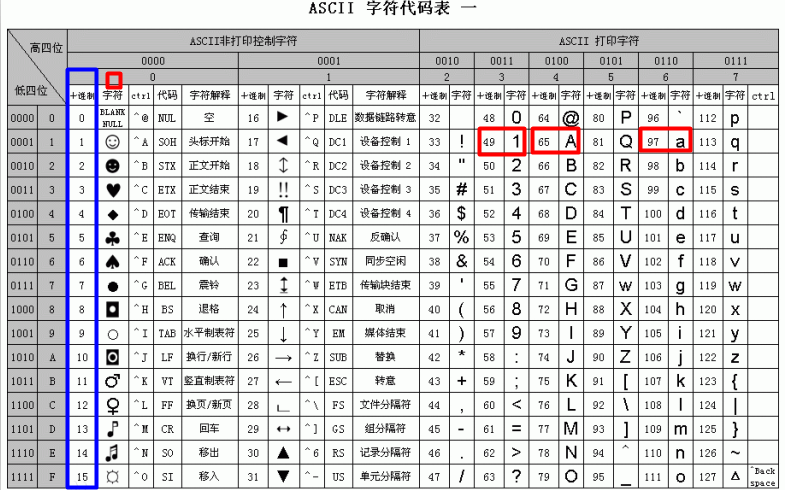 ASCII 字符代码表 一
高四位 ASCII非打印控制字符 ASCII 打印字符
0000 0001 0010 0011 0100 0101 0110 0111
0 1 2 3 4 5 6 7
低四位 十进制 字符 ctrl 代码 字符解释 十进制 字符 ctrl 代码 字符解释 十进制 字符 十进制 字符 十进制 字符 十进制 字符 十进制 字符 十进制 字符 ctrl
0000 0 0 BLANK NULL ^@ NUL 空 16 ► ^P DLE 数据链路转意 32 48 0 64 @ 80 P 96 ` 112 p
0001 1 1 ☺ ^A SOH 头标开始 17 ◄ ^Q DC1 设备控制 1 33 ! 49 1 65 A 81 Q 97 a 113 q
0010 2 2 ☻ ^B STX 正文开始 18 ↕ ^R DC2 设备控制 2 34 " 50 2 66 B 82 R 98 b 114 r
0011 3 3 ♥ ^C ETX 正文结束 19 ‼ ^S DC3 设备控制 3 35 # 51 3 67 C 83 S 99 c 115 s
0100 4 4 ♦ ^D EOT 传输结束 20 ¶ ^T DC4 设备控制 4 36 $ 52 4 68 D 84 T 100 d 116 t
0101 5 5 ♣ ^E ENQ 查询 21 ∮ ^U NAK 反确认 37 % 53 5 69 E 85 U 101 e 117 u
0110 6 6 ♠ ^F ACK 确认 22 ■ ^V SYN 同步空闲 38 & 54 6 70 F 86 V 102 f 118 v
0111 7 7 ● ^G BEL 震铃 23 ↨ ^W ETB 传输块结束 39 ' 55 7 71 G 87 W 103 g 119 w
1000 8 8 ◘ ^H BS 退格 24 ↑ ^X CAN 取消 40 ( 56 8 72 H 88 X 104 h 120 x
1001 9 9 ○ ^I TAB 水平制表符 25 ↓ ^Y EM 媒体结束 41 ) 57 9 73 I 89 Y 105 i 121 y
1010 A 10 ◙ ^J LF 换行/新行 26 → ^Z SUB 替换 42 * 58 : 74 J 90 Z 106 j 122 z
1011 B 11 ♂ ^K VT 竖直制表符 27 ← ^[ ESC 转意 43 + 59 ; 75 K 91 [ 107 k 123 {
1100 C 12 ♀ ^L FF 换页/新页 28 ∟ ^\ FS 文件分隔符 44 , 60 < 76 L 92 \ 108 l 124 |
1101 D 13 ♪ ^M CR 回车 29 ↔ ^] GS 组分隔符 45 - 61 = 77 M 93 ] 109 m 125 }
1110 E 14 ♫ ^N SO 移出 30 ▲ ^6 RS 记录分隔符 46 . 62 > 78 N 94 ^ 110 n 126 ~
1111 F 15 ☼ ^O SI 移入 31 ▼ ^- US 单元分隔符 47 / 63 ? 79 O 95 _ 111 o 127 Δ ^Back space